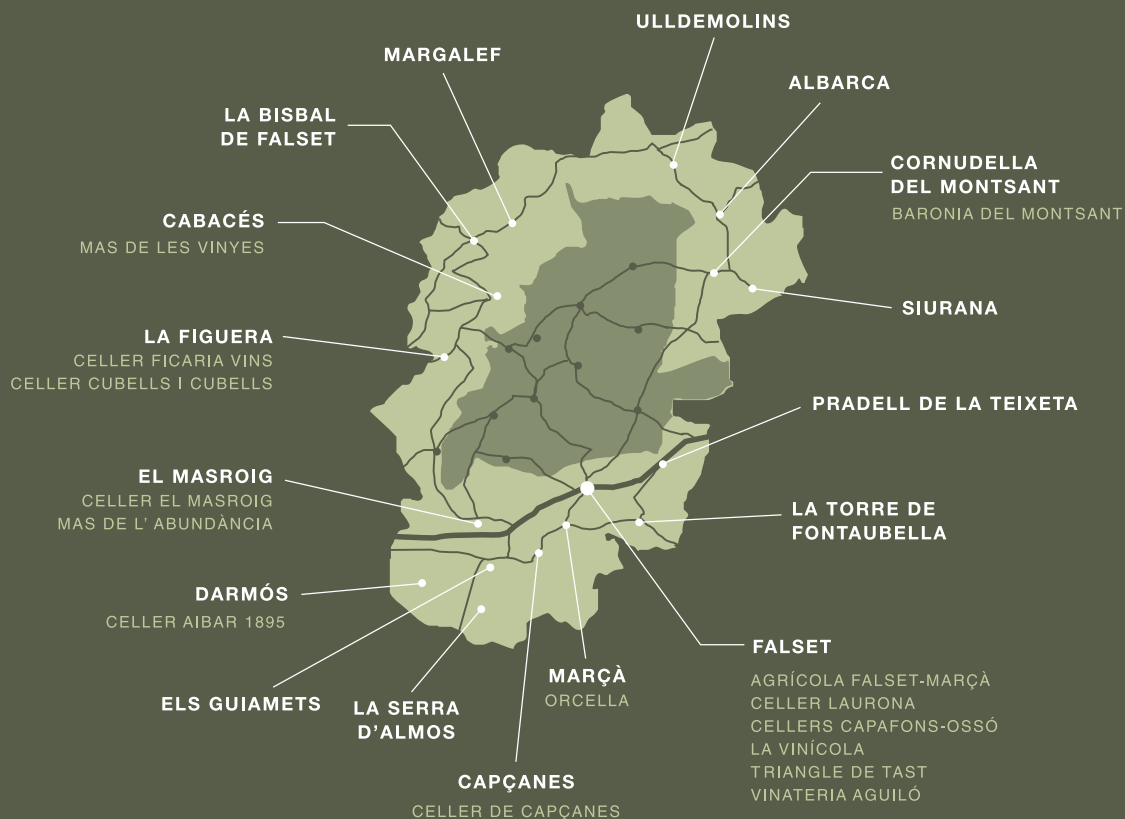 ULLDEMOLINS
MARGALEF
ALBARCA
LA BISBAL
DE FALSET
CORNUDELLA
DEL MONTSANT
BARONIA DEL MONTSANT
CABACÉS
MAS DE LES VINYES
SIURANA
LA FIGUERA
CELLER FICARIA VINS
CELLER CUBELLS I CUBELLS
PRADELL DE LA TEIXETA
EL MASROIG
CELLER EL MASROIG
MAS DE L' ABUNDÀNCIA
LA TORRE DE
FONTAUBELLA
DARMÓS
CELLER AIBAR 1895
FALSET
AGRÍCOLA FALSET-MARÇÀ
CELLER LAURONA
CELLERS CAPAFONS-OSSÓ
LA VINÍCOLA
TRIANGLE DE TAST
VINATERIA AGUILÓ
MARÇÀ
ORCELLA
ELS GUIAMETS
LA SERRA
D'ALMOS
CAPÇANES
CELLER DE CAPÇANES